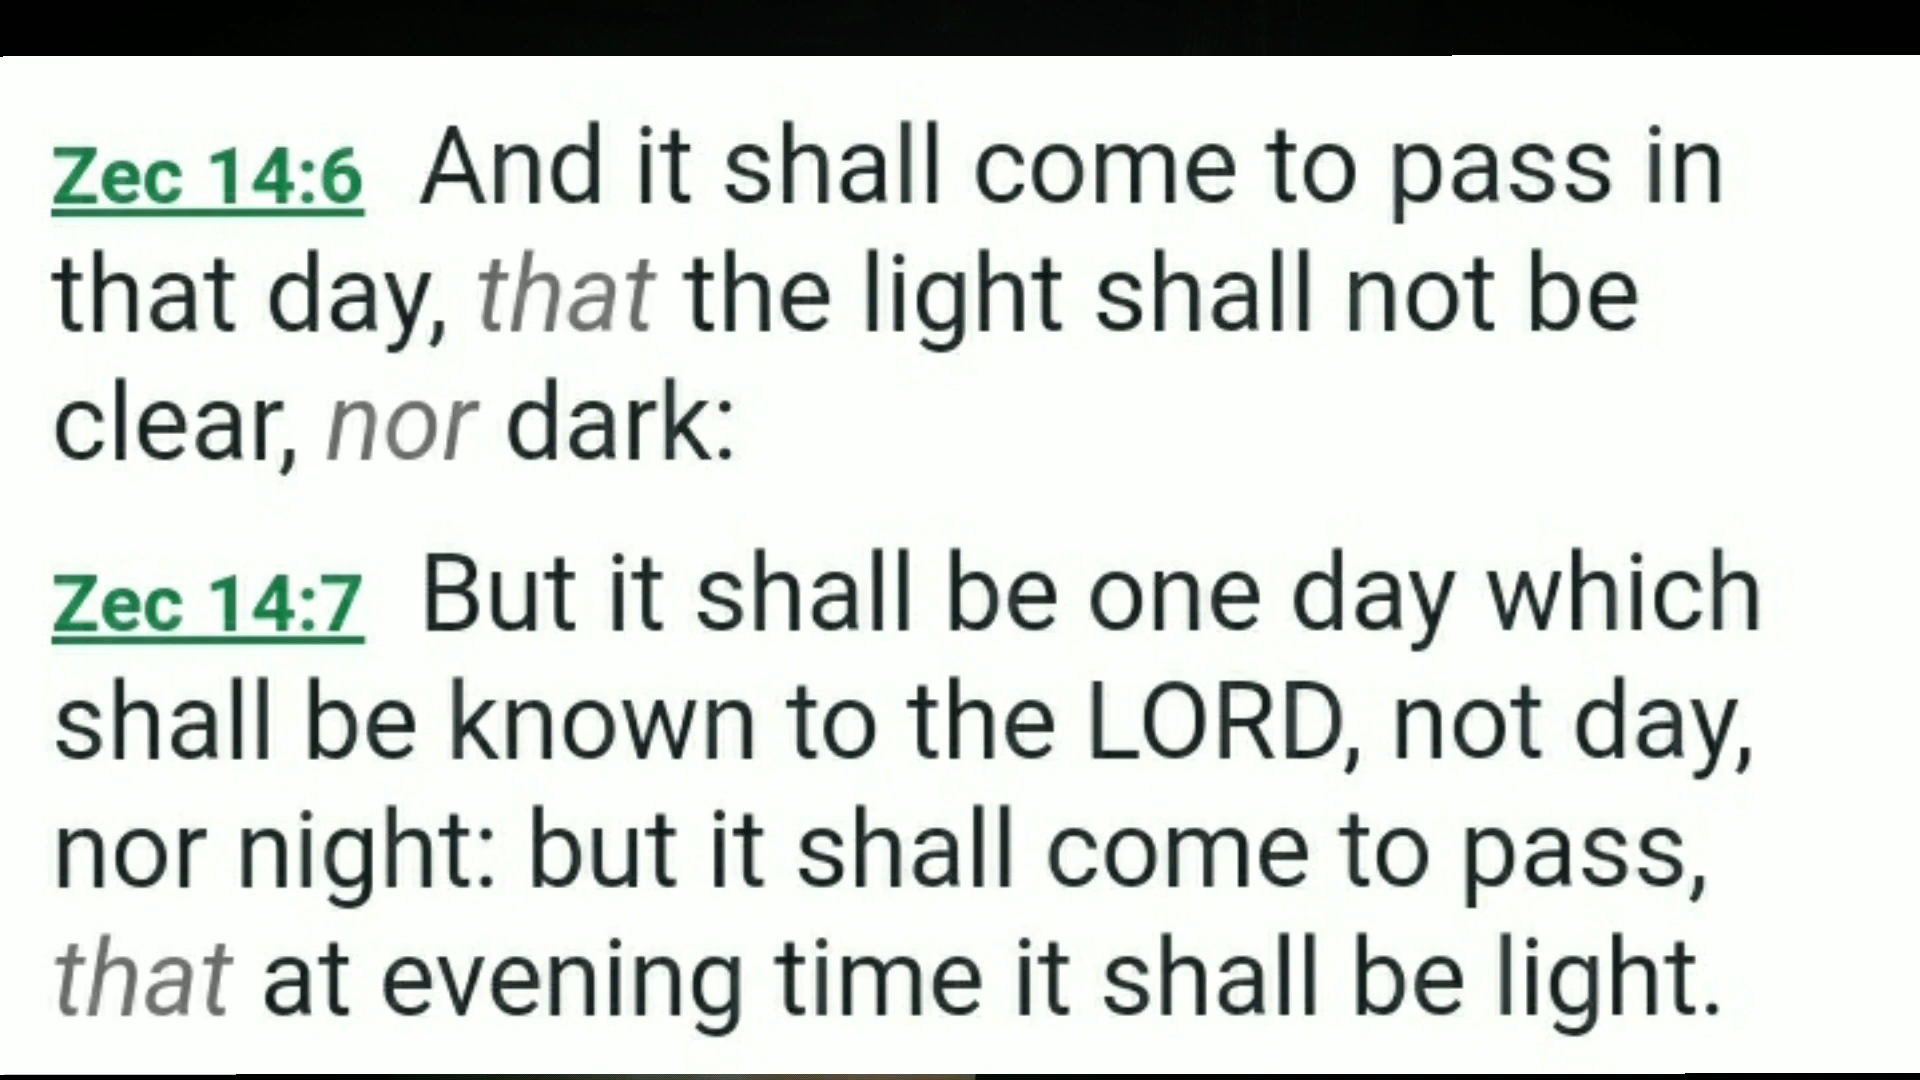 Zec 14:6 And it shall come to pass in
that day, that the light shall not be
clear, nor dark:
Zec 14:7 But it shall be one day which
shall be known to the LORD, not day,
nor night: but it shall come to pass,
that at evening time it shall be light.